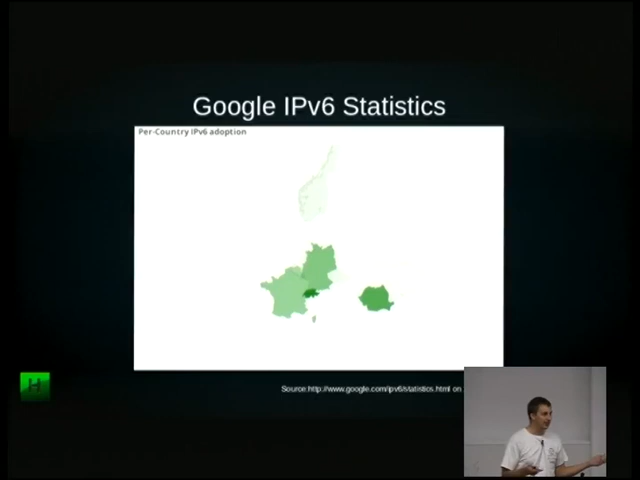 Google IPv6 Statistics
Per-Country IPv6 adoption
H
Source:http://www.google.com/ipv6/statistics.html on